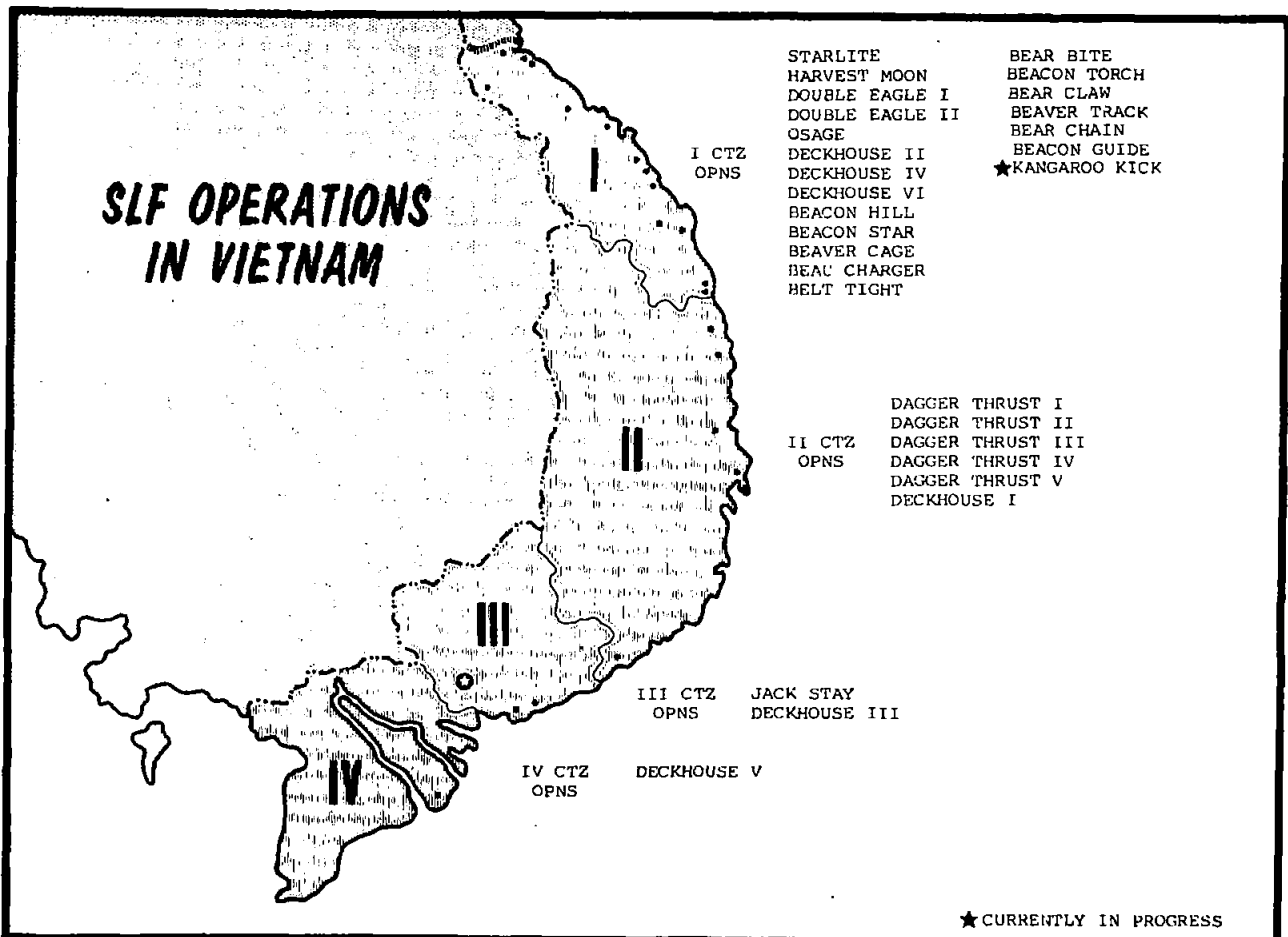 SLF OPERATIONS
IN VIETNAM
I
II
III
IV
I CTZ
OPNS
STARLITE
HARVEST MOON
DOUBLE EAGLE I
DOUBLE EAGLE II
OSAGE
DECKHOUSE II
DECKHOUSE IV
DECKHOUSE VI
BEACON HILL
BEACON STAR
BEAVER CAGE
BEAU CHARGER
BELT TIGHT
BEAR BITE
BEACON TORCH
BEAR CLAW
BEAVER TRACK
BEAR CHAIN
BEACON GUIDE
★KANGAROO KICK
II CTZ
OPNS
DAGGER THRUST I
DAGGER THRUST II
DAGGER THRUST III
DAGGER THRUST IV
DAGGER THRUST V
DECKHOUSE I
III CTZ
OPNS
JACK STAY
DECKHOUSE III
IV CTZ
OPNS
DECKHOUSE V
★CURRENTLY IN PROGRESS